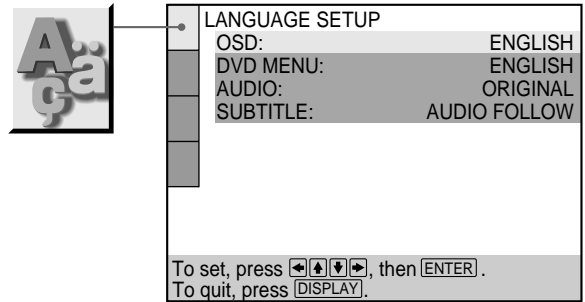 Aäç
LANGUAGE SETUP
OSD: ENGLISH
DVD MENU: ENGLISH
AUDIO: ORIGINAL
SUBTITLE: AUDIO FOLLOW
To set, press ←↑↓→, then ENTER.
To quit, press DISPLAY.